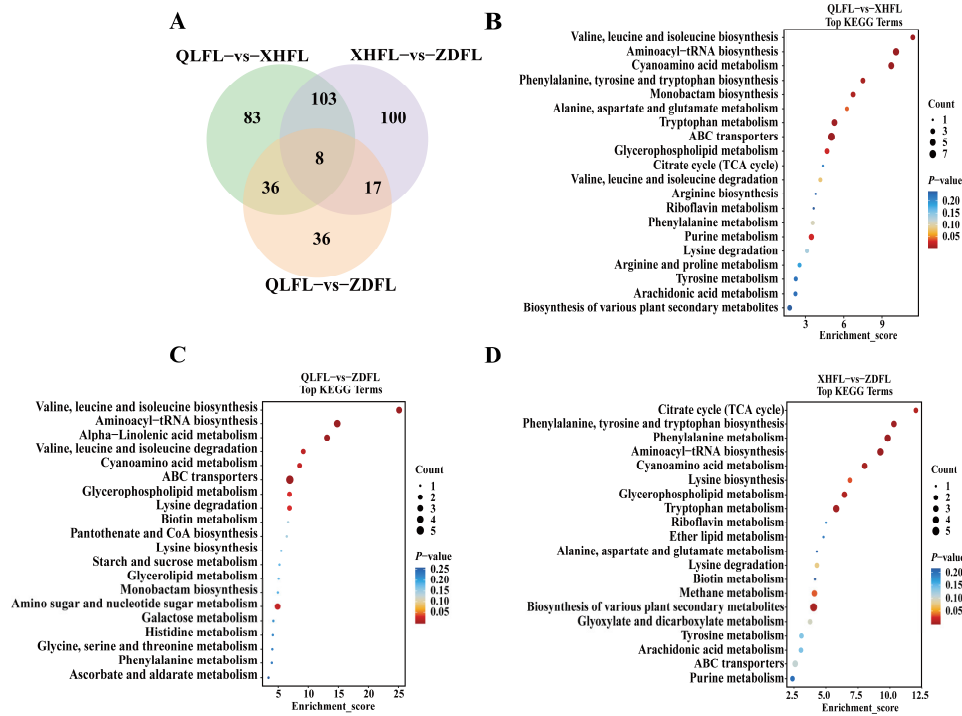 A
QLFL−vs−XHFL
XHFL−vs−ZDFL
83
103
100
8
36
17
36
QLFL−vs−ZDFL
B
QLFL−vs−XHFL
Top KEGG Terms
Valine, leucine and isoleucine biosynthesis
Aminoacyl−tRNA biosynthesis
Cyanoamino acid metabolism
Phenylalanine, tyrosine and tryptophan biosynthesis
Monobactam biosynthesis
Alanine, aspartate and glutamate metabolism
Tryptophan metabolism
ABC transporters
Glycerophospholipid metabolism
Citrate cycle (TCA cycle)
Valine, leucine and isoleucine degradation
Arginine biosynthesis
Riboflavin metabolism
Phenylalanine metabolism
Purine metabolism
Lysine degradation
Arginine and proline metabolism
Tyrosine metabolism
Arachidonic acid metabolism
Biosynthesis of various plant secondary metabolites
3 6 9
Enrichment_score
Count
1
3
5
7
P−value
0.20
0.15
0.10
0.05
C
QLFL−vs−ZDFL
Top KEGG Terms
Valine, leucine and isoleucine biosynthesis
Aminoacyl−tRNA biosynthesis
Alpha−Linolenic acid metabolism
Valine, leucine and isoleucine degradation
Cyanoamino acid metabolism
ABC transporters
Glycerophospholipid metabolism
Lysine degradation
Biotin metabolism
Pantothenate and CoA biosynthesis
Lysine biosynthesis
Starch and sucrose metabolism
Glycerolipid metabolism
Monobactam biosynthesis
Amino sugar and nucleotide sugar metabolism
Galactose metabolism
Histidine metabolism
Glycine, serine and threonine metabolism
Phenylalanine metabolism
Ascorbate and aldarate metabolism
5 10 15 20 25
Enrichment_score
Count
1
2
3
4
5
P−value
0.25
0.20
0.15
0.10
0.05
D
XHFL−vs−ZDFL
Top KEGG Terms
Citrate cycle (TCA cycle)
Phenylalanine, tyrosine and tryptophan biosynthesis
Phenylalanine metabolism
Aminoacyl−tRNA biosynthesis
Cyanoamino acid metabolism
Lysine biosynthesis
Glycerophospholipid metabolism
Tryptophan metabolism
Riboflavin metabolism
Ether lipid metabolism
Alanine, aspartate and glutamate metabolism
Lysine degradation
Biotin metabolism
Methane metabolism
Biosynthesis of various plant secondary metabolites
Glyoxylate and dicarboxylate metabolism
Tyrosine metabolism
Arachidonic acid metabolism
ABC transporters
Purine metabolism
2.5 5.0 7.5 10.0 12.5
Enrichment_score
Count
1
2
3
4
5
P−value
0.20
0.15
0.10
0.05